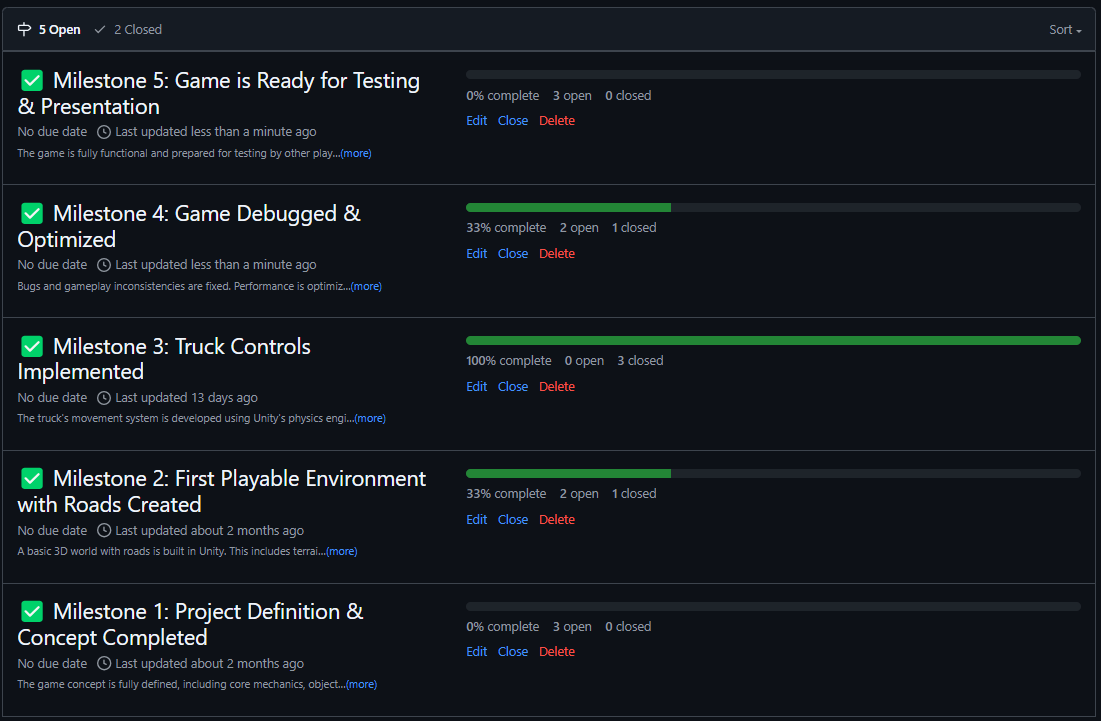 5 Open 2 Closed Sort
✅ Milestone 5: Game is Ready for Testing
& Presentation
No due date Last updated less than a minute ago
The game is fully functional and prepared for testing by other play...(more)
0% complete 3 open 0 closed
Edit Close Delete
✅ Milestone 4: Game Debugged &
Optimized
No due date Last updated less than a minute ago
Bugs and gameplay inconsistencies are fixed. Performance is optimiz...(more)
33% complete 2 open 1 closed
Edit Close Delete
✅ Milestone 3: Truck Controls
Implemented
No due date Last updated 13 days ago
The truck's movement system is developed using Unity's physics engi...(more)
100% complete 0 open 3 closed
Edit Close Delete
✅ Milestone 2: First Playable Environment
with Roads Created
No due date Last updated about 2 months ago
A basic 3D world with roads is built in Unity. This includes terrai...(more)
33% complete 2 open 1 closed
Edit Close Delete
✅ Milestone 1: Project Definition &
Concept Completed
No due date Last updated about 2 months ago
The game concept is fully defined, including core mechanics, object...(more)
0% complete 3 open 0 closed
Edit Close Delete